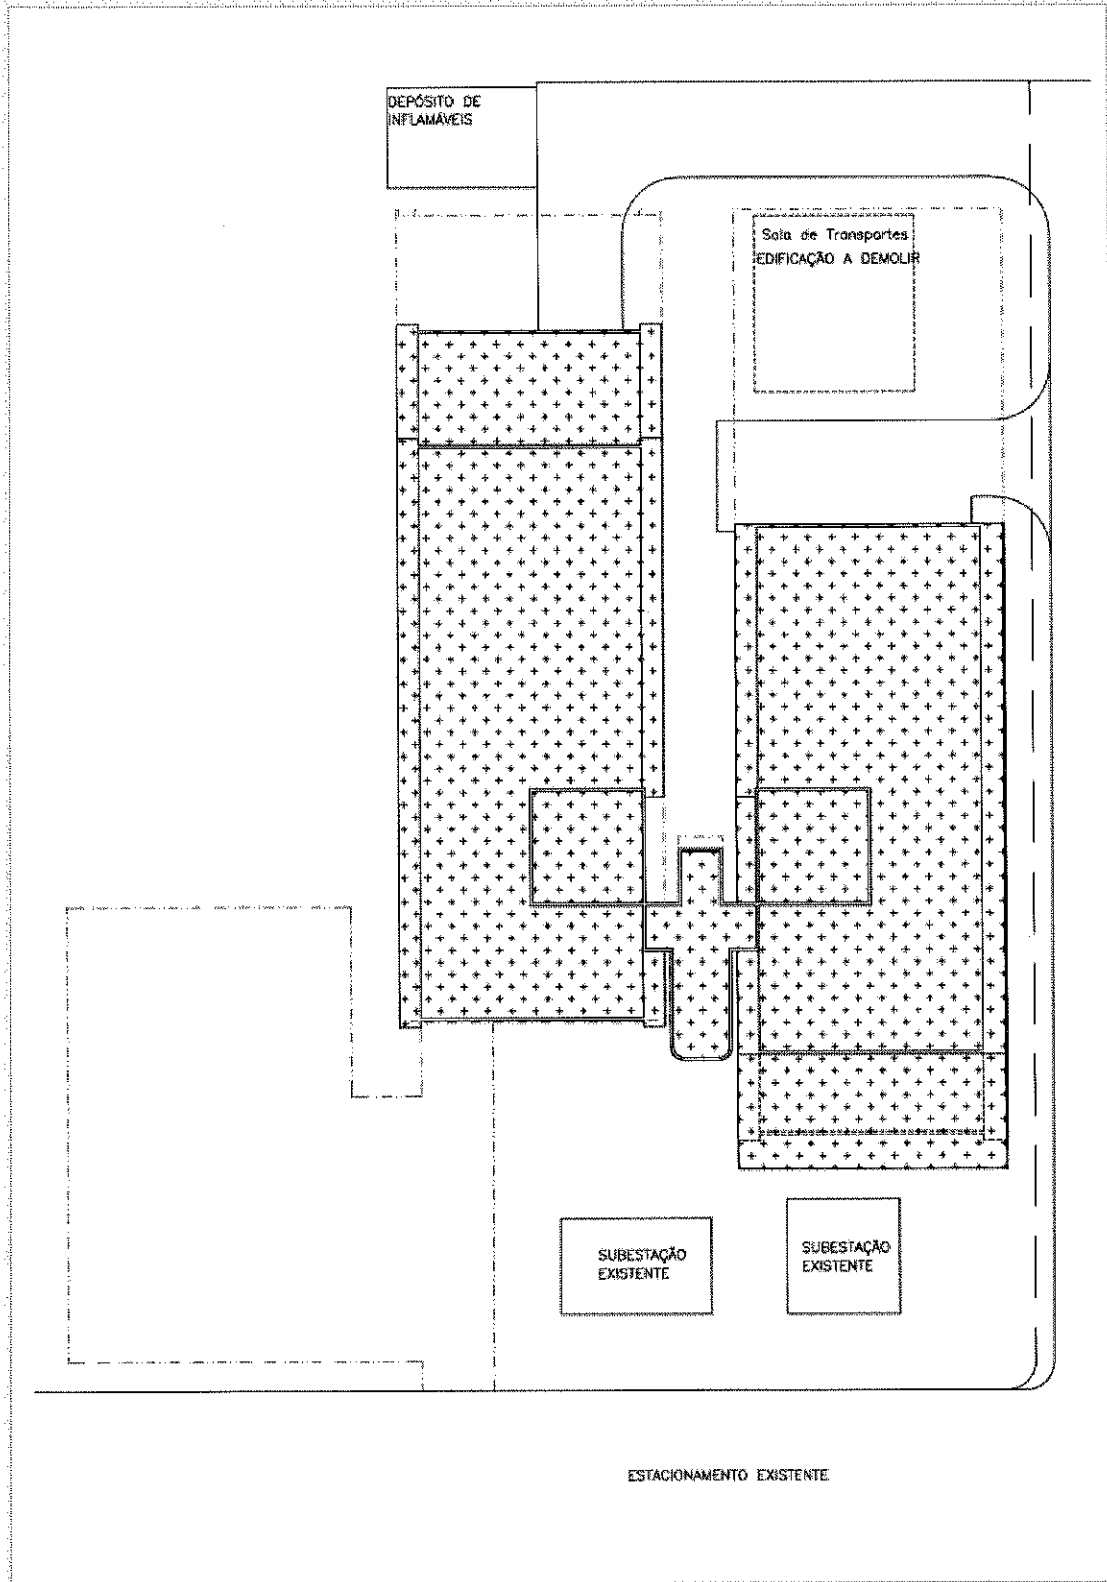 DEPÓSITO DE
INFLAMÁVEIS
Sala de Transportes
EDIFICAÇÃO A DEMOLIR
SUBESTAÇÃO
EXISTENTE
SUBESTAÇÃO
EXISTENTE
ESTACIONAMENTO EXISTENTE